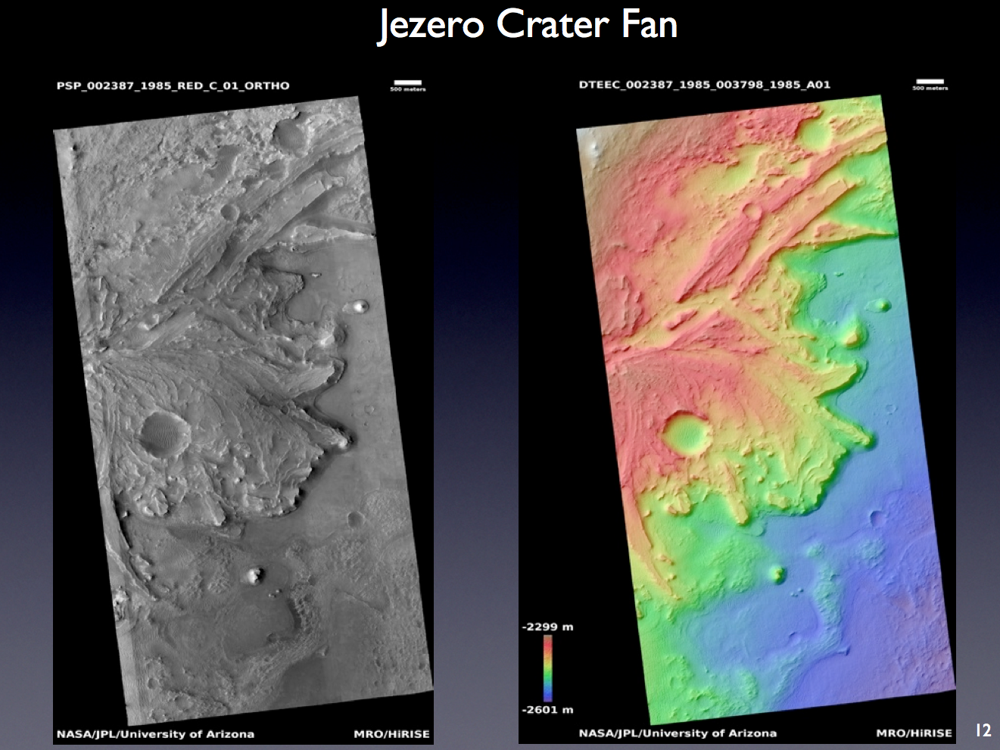 Jezero Crater Fan
PSP_002387_1985_RED_C_01_ORTHO
500 meters
DTEEC_002387_1985_003798_1985_A01
500 meters
-2299 m
-2601 m
NASA/JPL/University of Arizona
MRO/HiRISE
NASA/JPL/University of Arizona
MRO/HiRISE
12